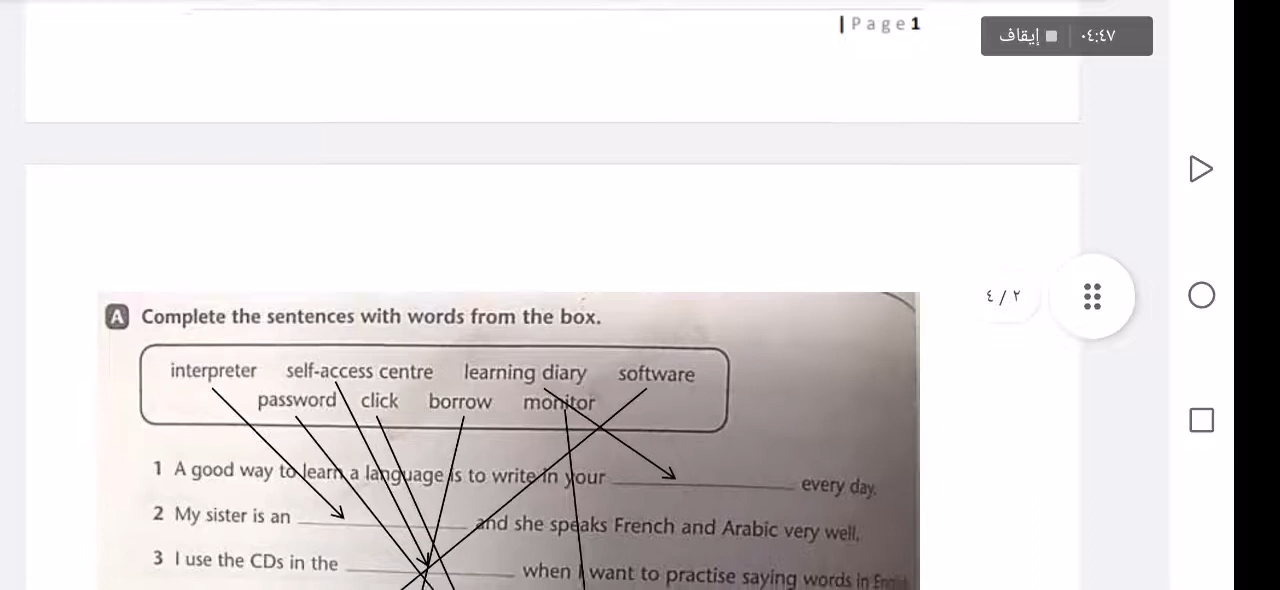 | P a g e 1
إيقاف ٠٤:٤٧
٤ / ٢
A Complete the sentences with words from the box.
interpreter self-access centre learning diary software
password click borrow monitor
1 A good way to learn a language is to write in your ____________ every day.
2 My sister is an ____________ and she speaks French and Arabic very well.
3 I use the CDs in the ____________ when I want to practise saying words in